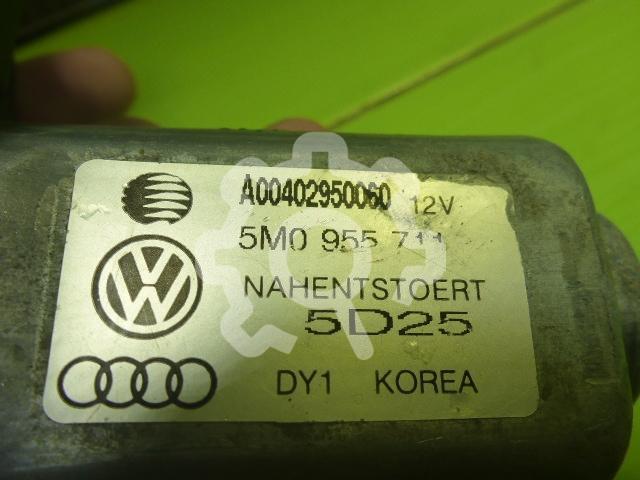 A00402950060 12V
5M0 955 711
NAHENTSTOERT
5D25
DY1 KOREA